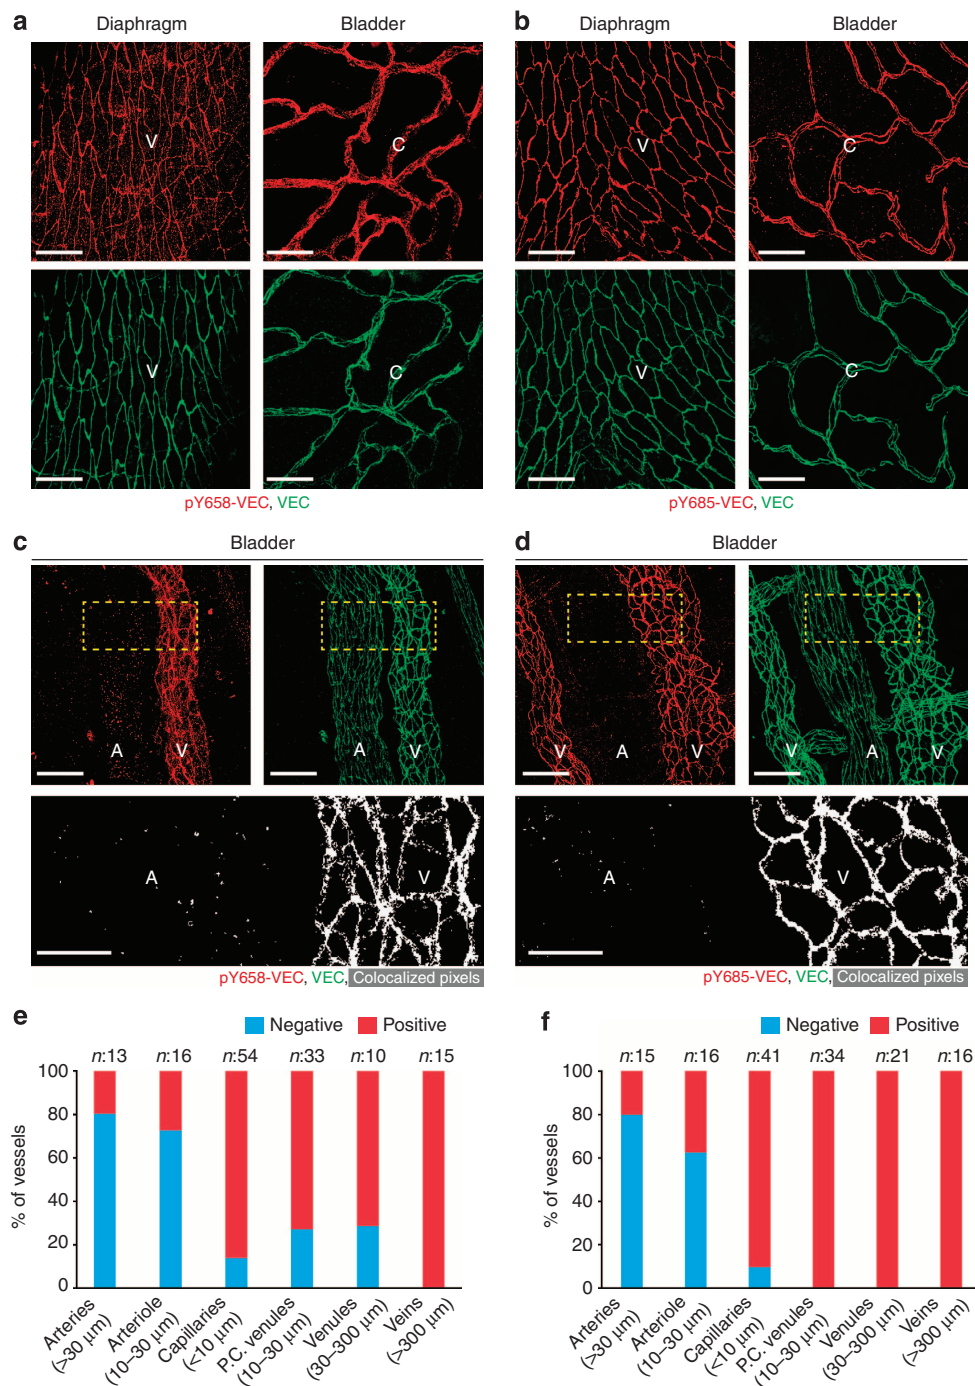 a
Diaphragm
Bladder
b
Diaphragm
Bladder
V
C
V
C
V
C
V
C
pY658-VEC, VEC
pY685-VEC, VEC
c
Bladder
d
Bladder
A
V
A
V
V
A
V
V
A
V
A
V
A
V
pY658-VEC, VEC, Colocalized pixels
pY685-VEC, VEC, Colocalized pixels
e
Negative
Positive
n:13
n:16
n:54
n:33
n:10
n:15
% of vessels
100
80
60
40
20
0
Arteries
(>30 µm)
Arteriole
(10–30 µm)
Capillaries
(<10 µm)
P.C. venules
(10–30 µm)
Venules
(30–300 µm)
Veins
(>300 µm)
f
Negative
Positive
n:15
n:16
n:41
n:34
n:21
n:16
% of vessels
100
80
60
40
20
0
Arteries
(>30 µm)
Arteriole
(10–30 µm)
Capillaries
(<10 µm)
P.C. venules
(10–30 µm)
Venules
(30–300 µm)
Veins
(>300 µm)